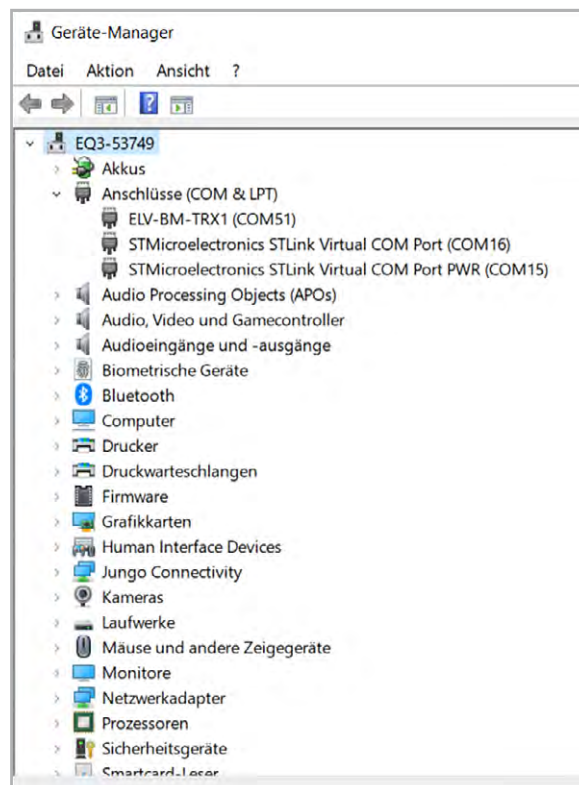 Geräte-Manager
Datei Aktion Ansicht ?
EQ3-53749
Akkus
Anschlüsse (COM & LPT)
ELV-BM-TRX1 (COM51)
STMicroelectronics STLink Virtual COM Port (COM16)
STMicroelectronics STLink Virtual COM Port PWR (COM15)
Audio Processing Objects (APOs)
Audio, Video und Gamecontroller
Audioeingänge und -ausgänge
Biometrische Geräte
Bluetooth
Computer
Drucker
Druckwarteschlangen
Firmware
Grafikkarten
Human Interface Devices
Jungo Connectivity
Kameras
Laufwerke
Mäuse und andere Zeigegeräte
Monitore
Netzwerkadapter
Prozessoren
Sicherheitsgeräte
Smartcard-Leser